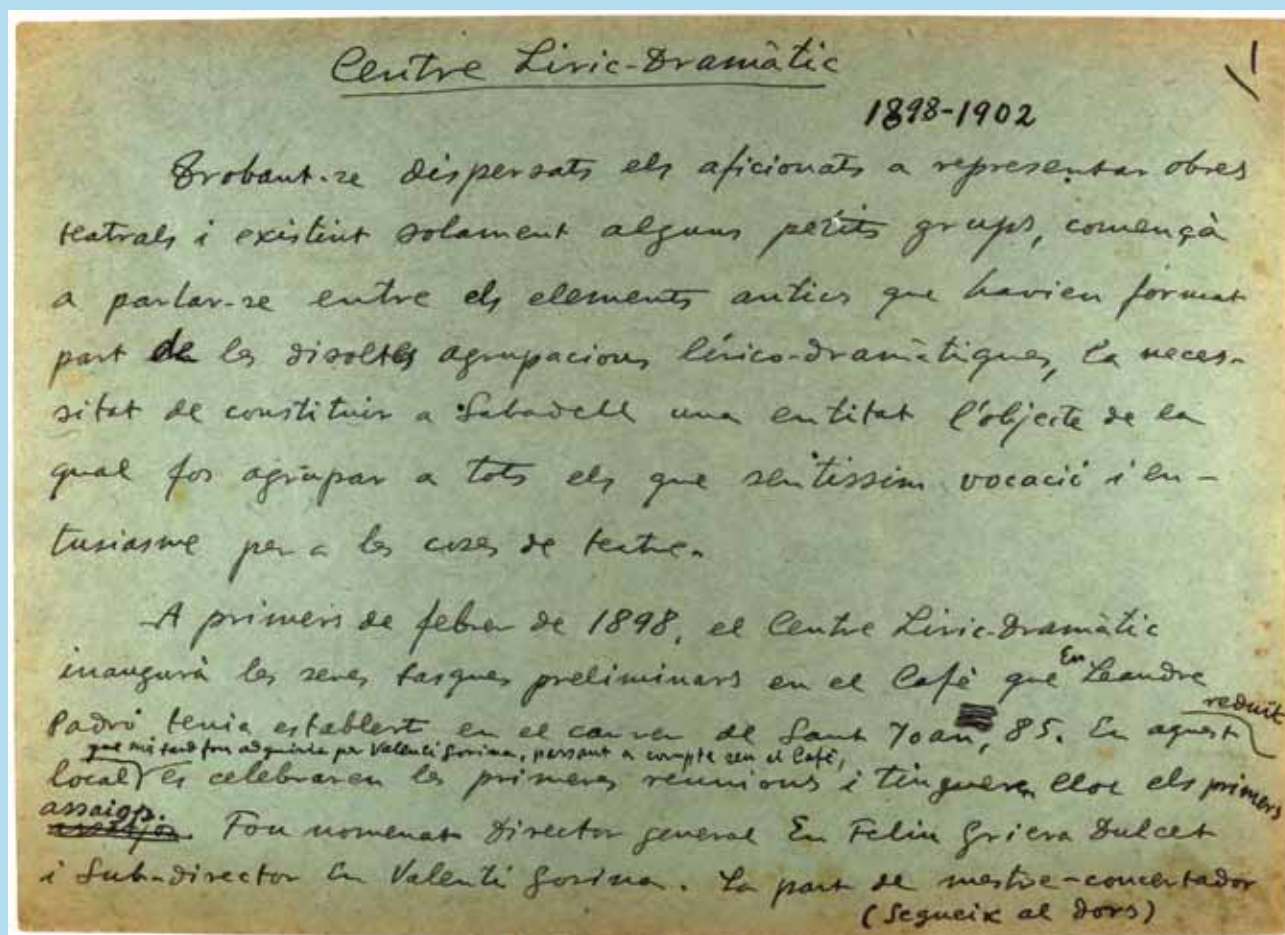 Centre Líric-Dramàtic
1
1898-1902
Trobant-se dispersats els aficionats a representar obres
teatrals i existint solament alguns petits grups, començà
a parlar-se entre els elements antics que havien format
part de les disoltes agrupacions lírico-dramàtiques, la neces-
sitat de constituir a Sabadell una entitat l'objecte de la
qual fos agrupar a tots els que sentissim vocació i en-
tusiasme per a les coses de teatre.
A primers de febrer de 1898, el Centre Líric-Dramàtic
inaugurà les seves tasques preliminars en el Cafè que En Leandre
Padró tenia establert en el carrer de Sant Joan, 85. En aquest reduït
local que més tard fou adquirit per Valentí Gorina, passant a compte seu el Cafè,
es celebraren les primeres reunions i tingueren lloc els primers
assaigs. Fou nomenat Director general En Feliu Griera Dulcet
i Sub-director En Valentí Gorina. La part de mestre-concertador
(Segueix al dors)